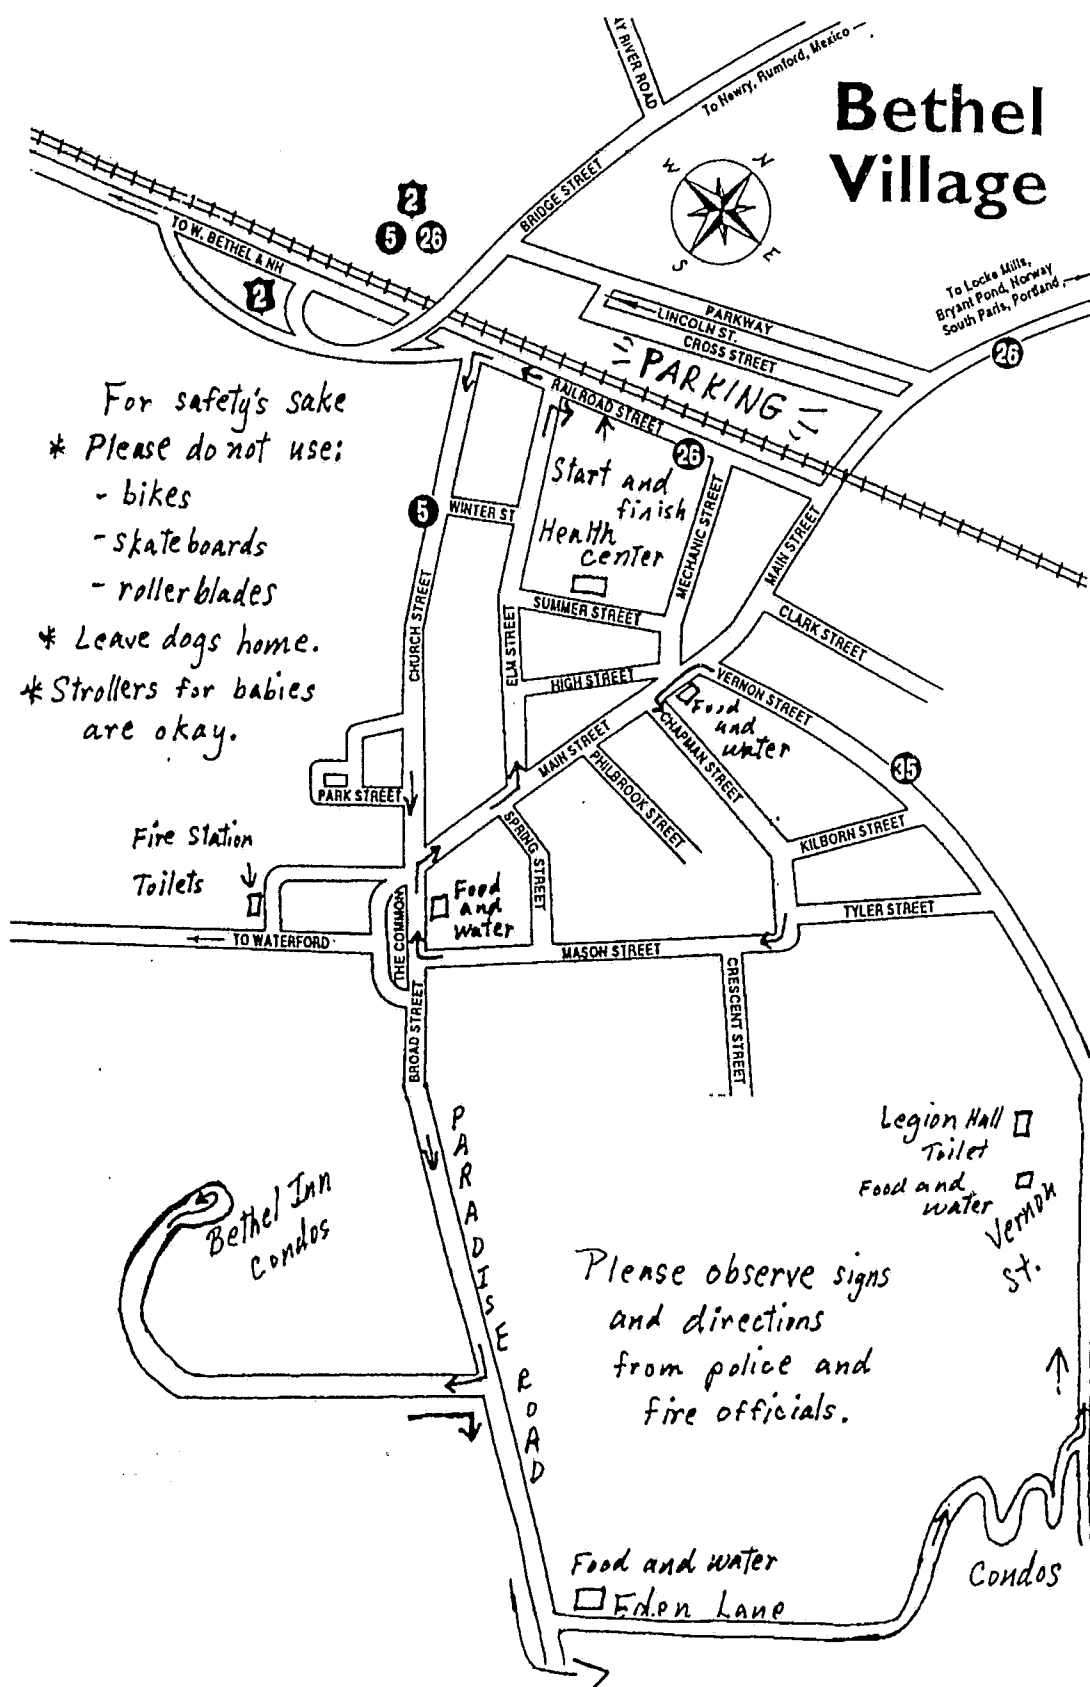 AY RIVER ROAD
To Newry, Rumford, Mexico
Bethel
Village
W
N
S
E
BRIDGE STREET
2
5
26
TO W. BETHEL & NH
2
To Locke Mills,
Bryant Pond, Norway
South Paris, Portland,
26
PARKWAY
LINCOLN ST.
CROSS STREET
PARKING
RAILROAD STREET
26
For safety's sake
* Please do not use:
- bikes
- skateboards
- rollerblades
* Leave dogs home.
* Strollers for babies
are okay.
Start and
finish
Health
center
5
WINTER ST
MECHANIC STREET
MAIN STREET
SUMMER STREET
CLARK STREET
CHURCH STREET
ELM STREET
HIGH STREET
VERNON STREET
Food
and
water
CHAPMAN STREET
MAIN STREET
PHILBROOK STREET
35
PARK STREET
KILBORN STREET
SPRING STREET
Fire Station
Toilets
Food
and
water
TYLER STREET
THE COMMON
TO WATERFORD
MASON STREET
CRESCENT STREET
BROAD STREET
PARADISE ROAD
Legion Hall
Toilet
Food and
water
Vernon
St.
Bethel Inn
Condos
Please observe signs
and directions
from police and
fire officials.
Food and water
Eden Lane
Condos